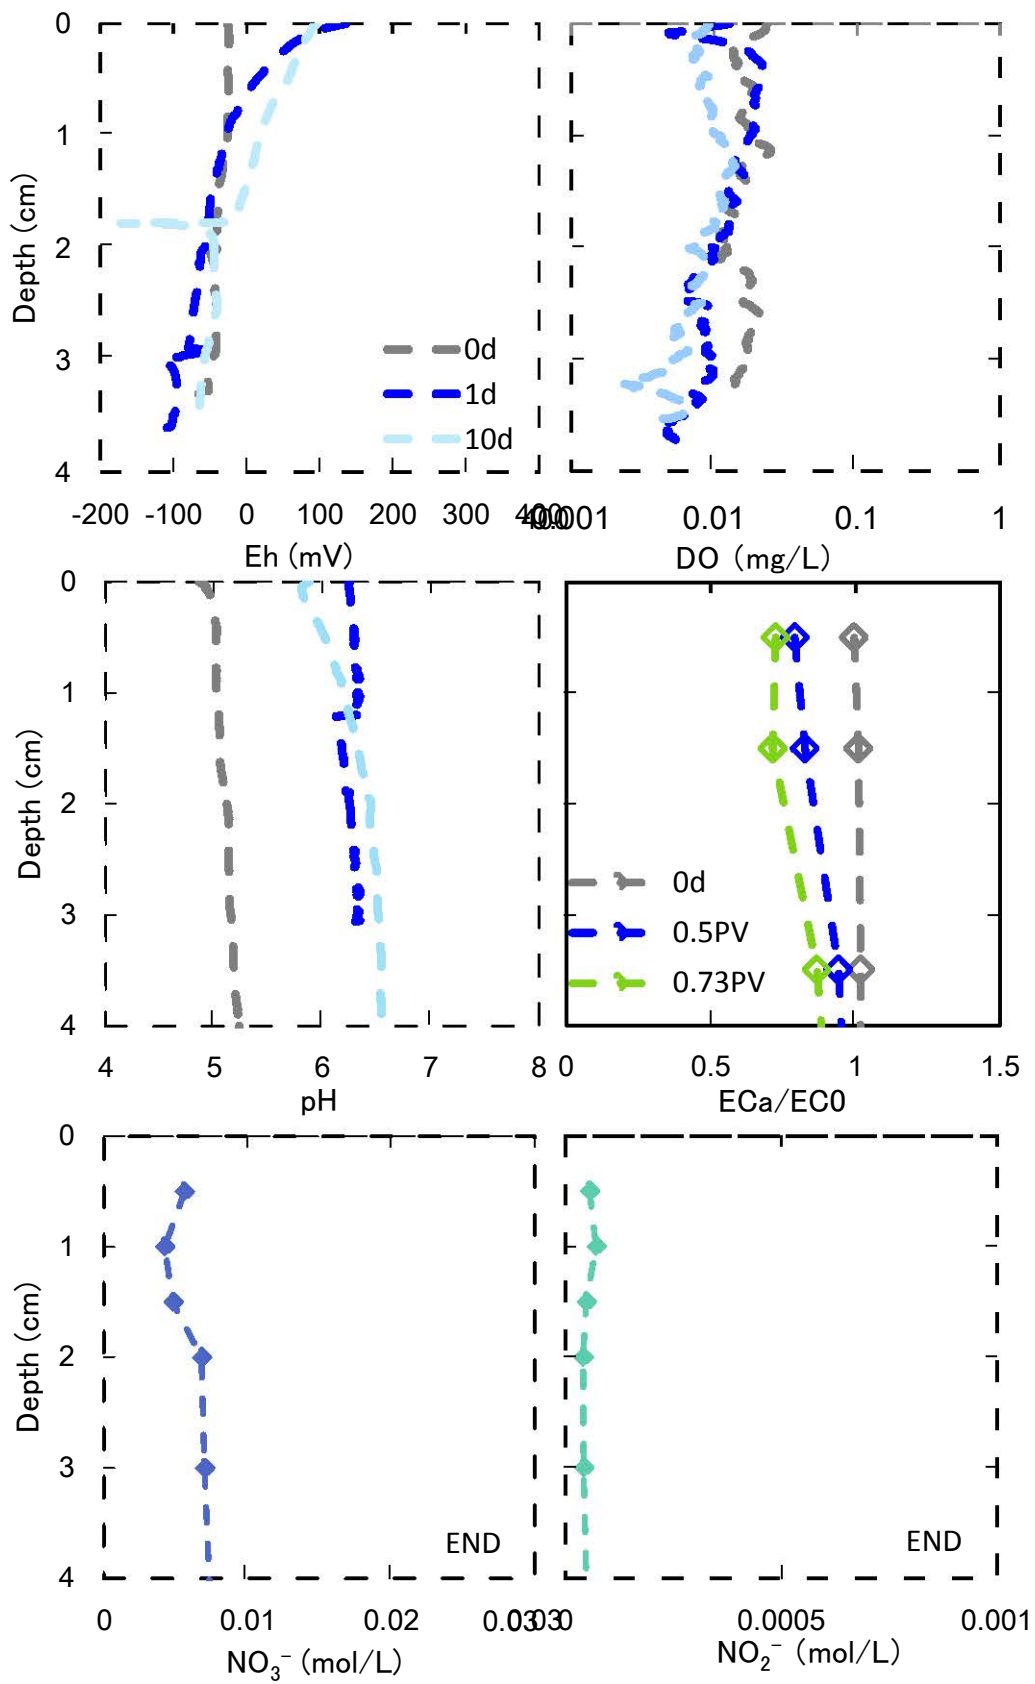 0
1
2
3
4
Depth (cm)
0d
1d
10d
-200 -100 0 100 200 300 400
Eh (mV)
0.001 0.01 0.1 1
DO (mg/L)
0
1
2
3
4
Depth (cm)
4 5 6 7 8
pH
0d
0.5PV
0.73PV
0 0.5 1 1.5
ECa/EC0
0
1
2
3
4
Depth (cm)
END
0 0.01 0.02 0.03
NO₃⁻ (mol/L)
END
0 0.0005 0.001
NO₂⁻ (mol/L)